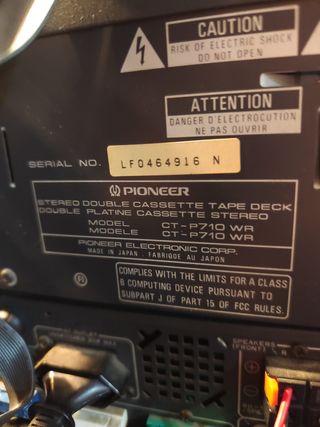 CAUTION
RISK OF ELECTRIC SHOCK
DO NOT OPEN
ATTENTION
DANGER D'ELECTROCUTION
NE PAS OUVRIR
SERIAL NO.
LF0464916 N
PIONEER
STEREO DOUBLE CASSETTE TAPE DECK
DOUBLE PLATINE CASSETTE STEREO
MODEL CT-P710 WR
MODELE CT-P710 WR
PIONEER ELECTRONIC CORP.
MADE IN JAPAN . FABRIQUE AU JAPON
®
COMPLIES WITH THE LIMITS FOR A CLASS
B COMPUTING DEVICE PURSUANT TO
SUBPART J OF PART 15 OF FCC RULES.
SPEAKERS
(FRONT)
R